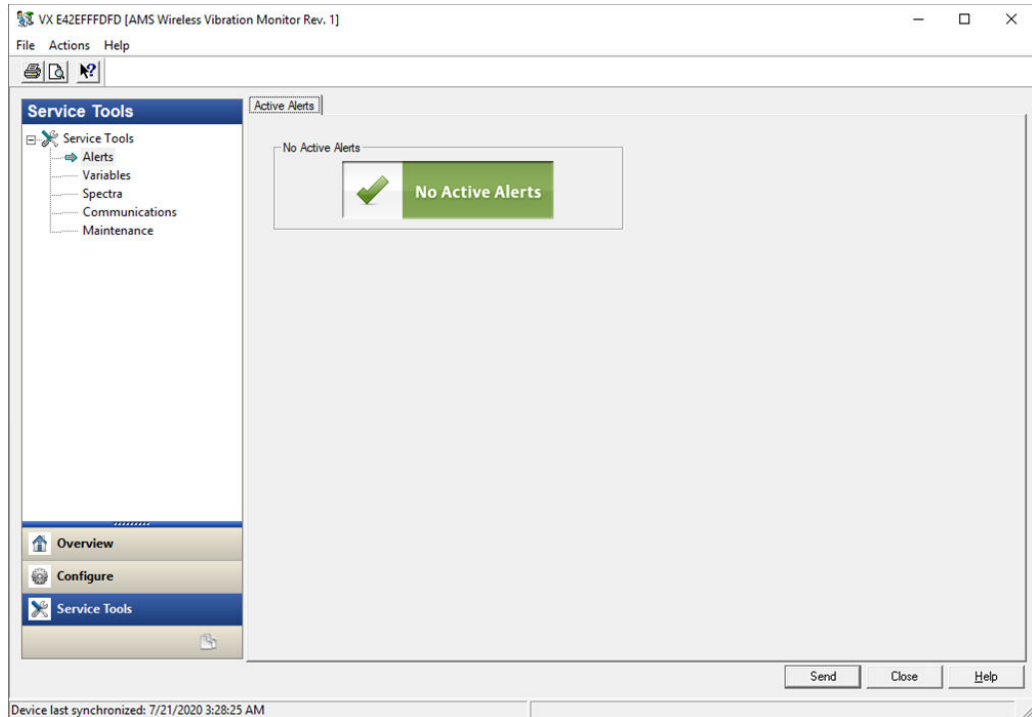 VX E42EFFFDFD [AMS Wireless Vibration Monitor Rev. 1]
File Actions Help
Service Tools
Service Tools
Alerts
Variables
Spectra
Communications
Maintenance
Overview
Configure
Service Tools
Active Alerts
No Active Alerts
No Active Alerts
Send Close Help
Device last synchronized: 7/21/2020 3:28:25 AM